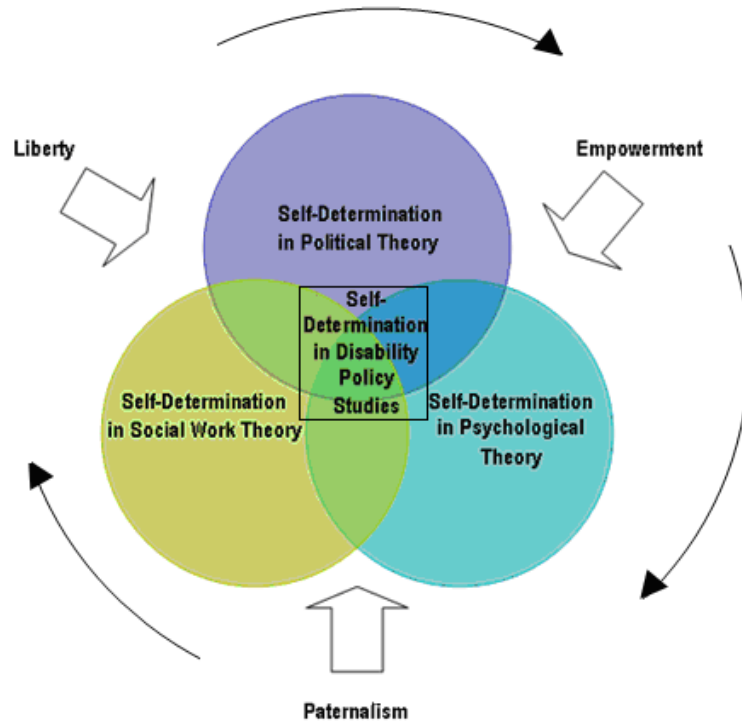 Liberty
Empowerment
Self-Determination
in Political Theory
Self-
Determination
in Disability
Policy
Studies
Self-Determination
in Social Work Theory
Self-Determination
in Psychological
Theory
Paternalism